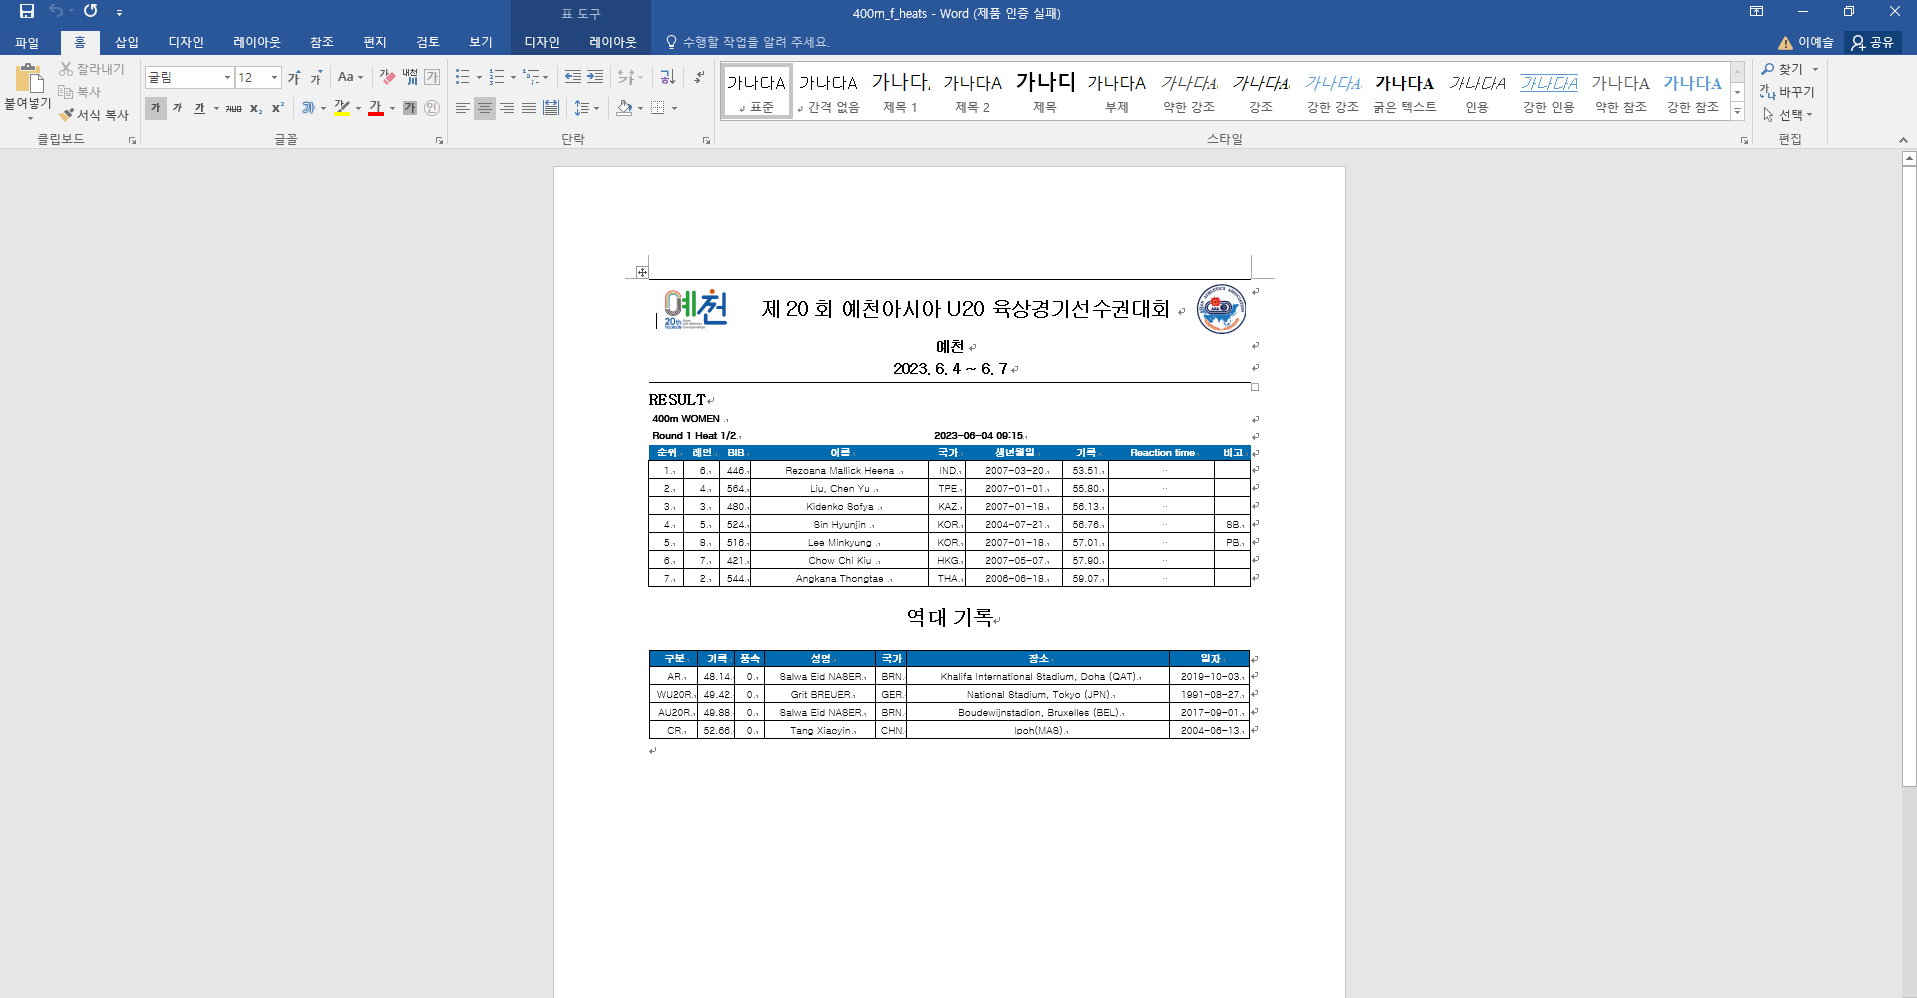 400m_f_heats - Word (제품 인증 실패)
표 도구
파일 홈 삽입 디자인 레이아웃 참조 편지 검토 보기 디자인 레이아웃 수행할 작업을 알려 주세요. 이예슬 공유
붙여넣기
잘라내기
복사
서식 복사
클립보드
굴림 12
글꼴
단락
가나다A 표준
가나다A 간격 없음
가나다 제목 1
가나다A 제목 2
가나다 제목
가나다A 부제
가나다A 약한 강조
가나다A 강조
가나다A 강한 강조
가나다A 굵은 텍스트
가나다A 인용
가나다A 강한 인용
가나다A 약한 참조
가나다A 강한 참조
스타일
찾기
바꾸기
선택
편집
예천
20th
제 20 회 예천아시아 U20 육상경기선수권대회
예천
2023. 6. 4 ~ 6. 7
RESULT
400m WOMEN
Round 1 Heat 1/2 2023-06-04 09:15
순위 레인 BIB 이름 국가 생년월일 기록 Reaction time 비고
1 6 446 Rezoana Mallick Heena IND 2007-03-20 53.51
2 4 564 Liu, Chen Yu TPE 2007-01-01 55.80
3 3 480 Kidenko Sofya KAZ 2007-01-18 56.13
4 5 524 Sin Hyunjin KOR 2004-07-21 56.76 SB
5 8 516 Lee Minkyung KOR 2007-01-18 57.01 PB
6 7 421 Chow Chi Kiu HKG 2007-05-07 57.90
7 2 544 Angkana Thongtae THA 2006-06-18 59.07
역대 기록
구분 기록 풍속 성명 국가 장소 일자
AR 48.14 0 Salwa Eid NASER BRN Khalifa International Stadium, Doha (QAT) 2019-10-03
WU20R 49.42 0 Grit BREUER GER National Stadium, Tokyo (JPN) 1991-08-27
AU20R 49.88 0 Salwa Eid NASER BRN Boudewijnstadion, Bruxelles (BEL) 2017-09-01
CR 52.66 0 Tang Xiaoyin CHN Ipoh(MAS) 2004-06-13